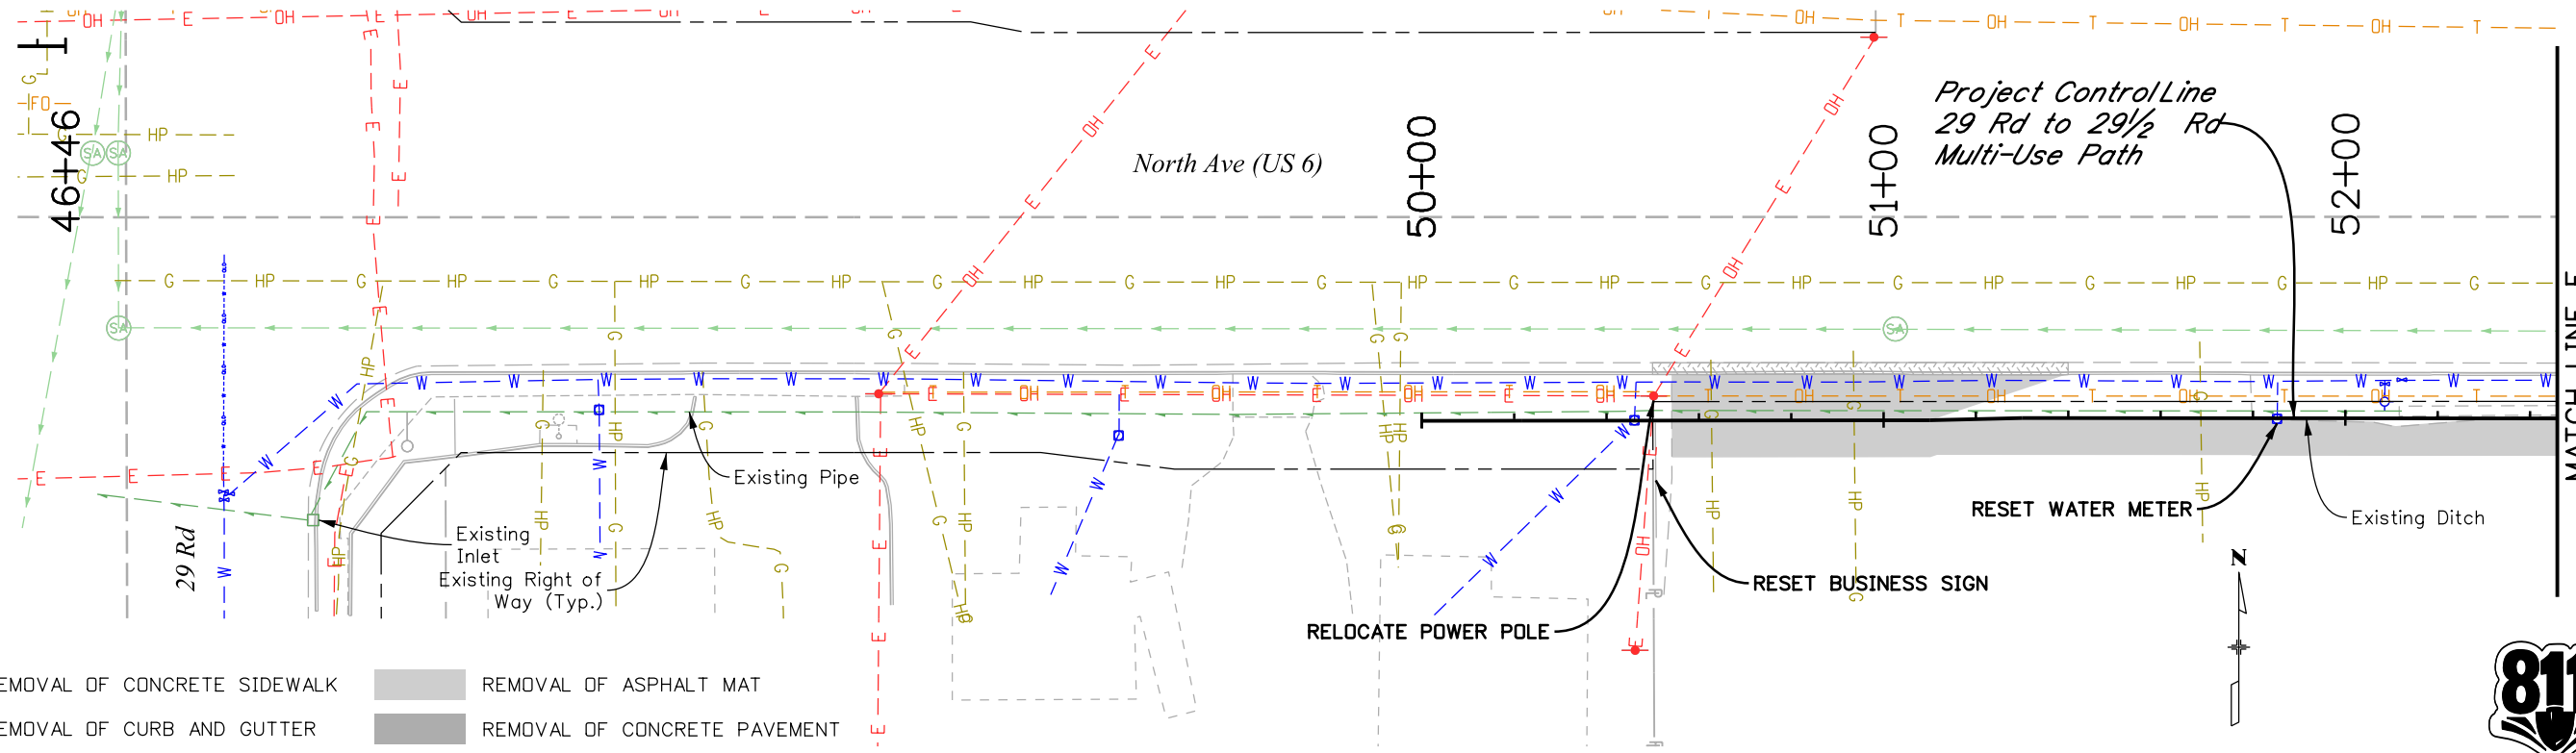 46+46
North Ave (US 6)
50+00
51+00
52+00
Project Control Line
29 Rd to 29½ Rd
Multi-Use Path
MATCH LINE
29 Rd
Existing
Inlet
Existing Right of
Way (Typ.)
Existing Pipe
RELOCATE POWER POLE
RESET BUSINESS SIGN
RESET WATER METER
Existing Ditch
N
EMOVAL OF CONCRETE SIDEWALK
REMOVAL OF ASPHALT MAT
EMOVAL OF CURB AND GUTTER
REMOVAL OF CONCRETE PAVEMENT
811